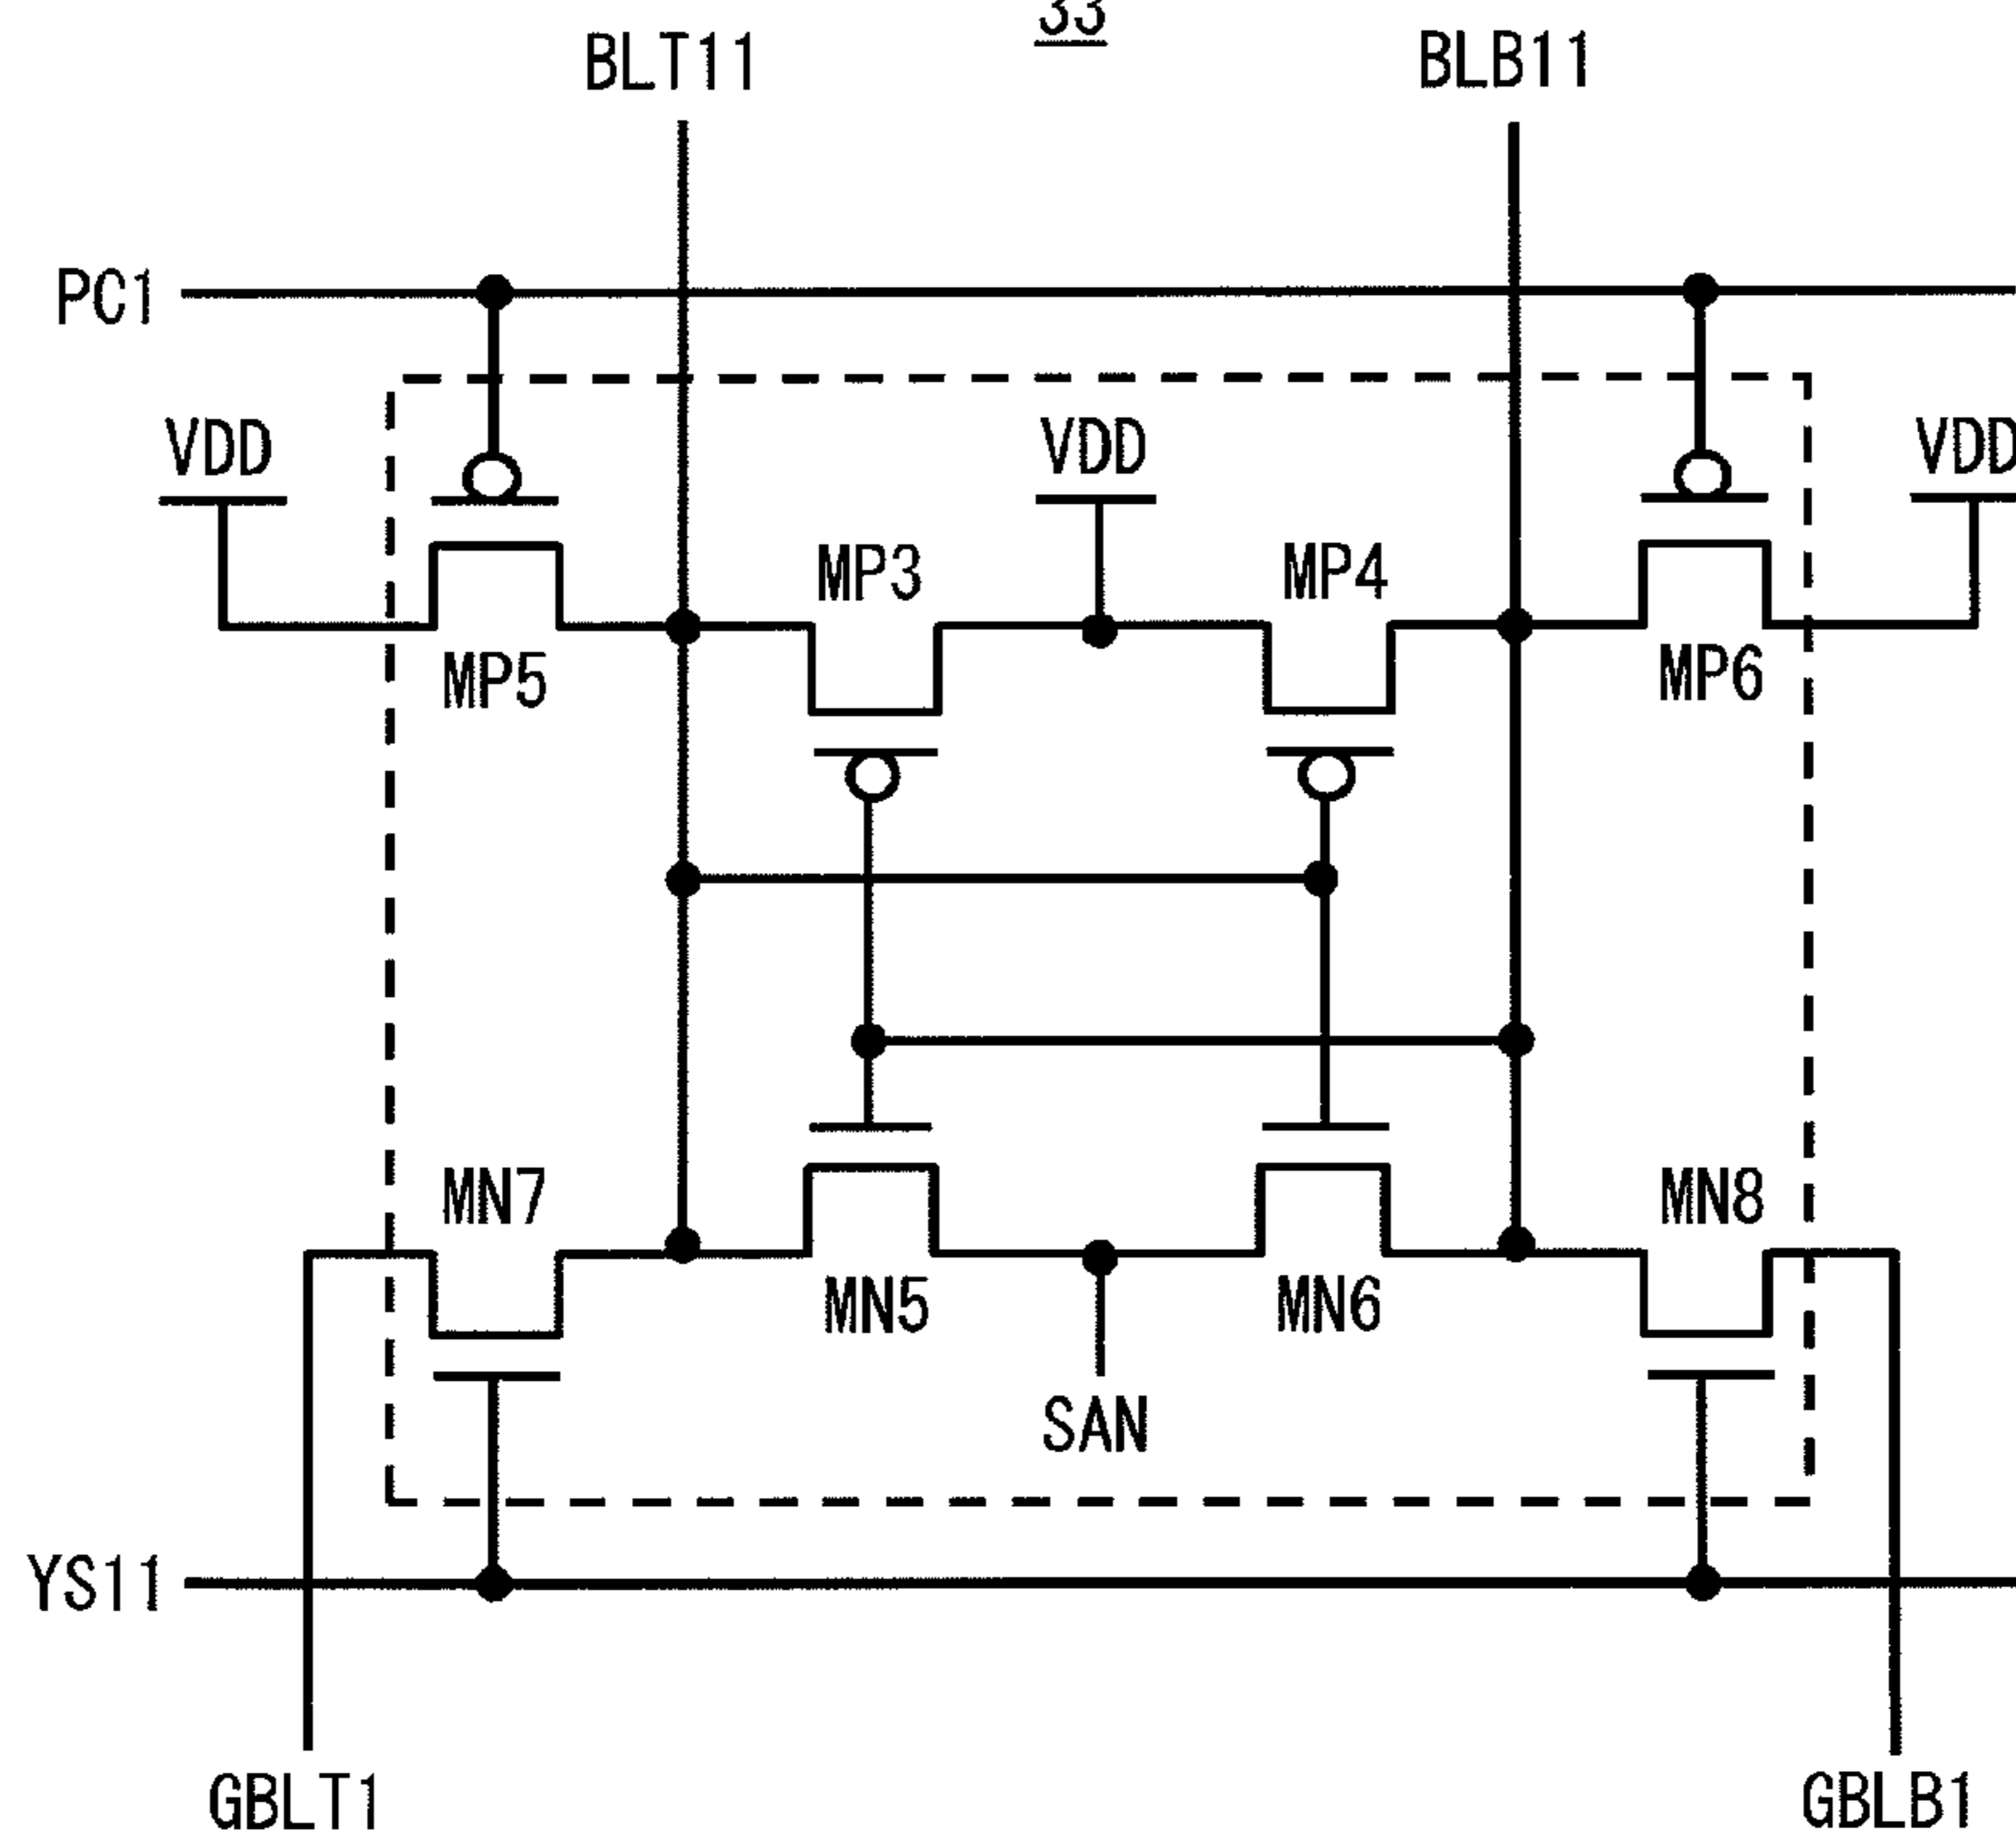 33
BLT11 BLB11
PC1
VDD VDD VDD
MP3 MP4
MP5 MP6
MN7 MN8
MN5 MN6
SAN
YS11
GBLT1 GBLB1